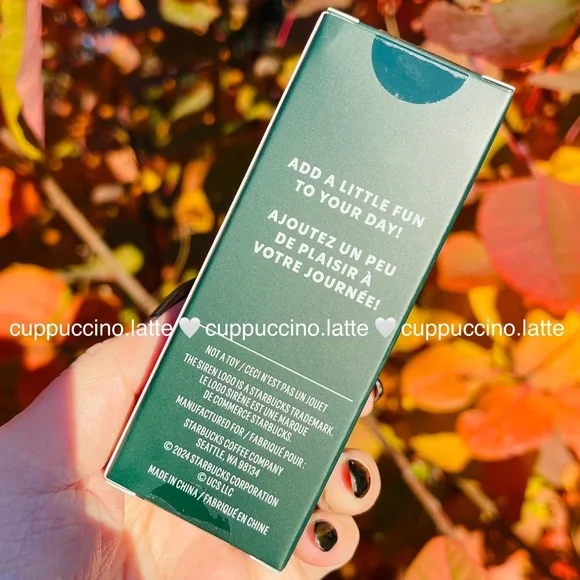 ADD A LITTLE FUN
TO YOUR DAY!
AJOUTEZ UN PEU
DE PLAISIR À
VOTRE JOURNÉE!
cuppuccino.latte 🤍 cuppuccino.latte 🤍 cuppuccino.latte
NOT A TOY / CECI N'EST PAS UN JOUET
THE SIREN LOGO IS A STARBUCKS TRADEMARK.
LE LOGO SIRÈNE EST UNE MARQUE
DE COMMERCE STARBUCKS.
MANUFACTURED FOR / FABRIQUÉ POUR :
STARBUCKS COFFEE COMPANY
SEATTLE, WA 98134
© 2024 STARBUCKS CORPORATION
© UCS LLC
MADE IN CHINA / FABRIQUÉ EN CHINE